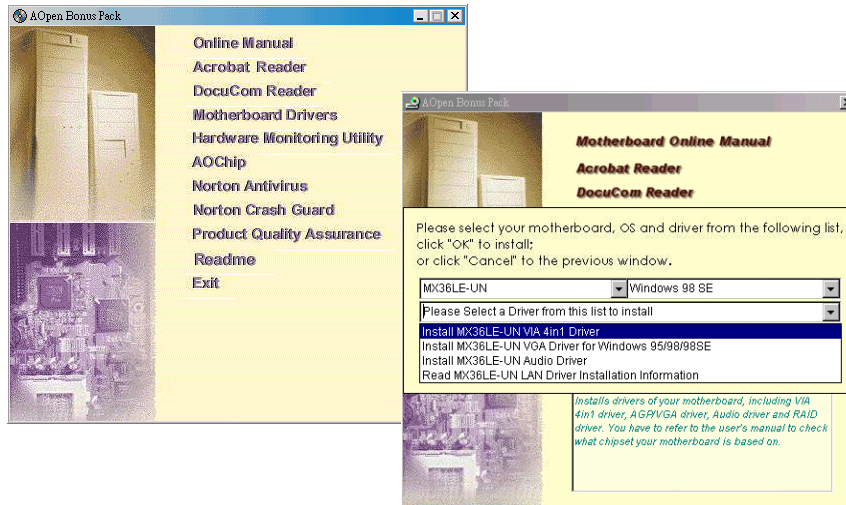 AOpen Bonus Pack
Online Manual
Acrobat Reader
DocuCom Reader
Motherboard Drivers
Hardware Monitoring Utility
AOChip
Norton Antivirus
Norton Crash Guard
Product Quality Assurance
Readme
Exit
AOpen Bonus Pack
Motherboard Online Manual
Acrobat Reader
DocuCom Reader
Please select your motherboard, OS and driver from the following list,
click "OK" to install;
or click "Cancel" to the previous window.
MX36LE-UN
Windows 98 SE
Please Select a Driver from this list to install
Install MX36LE-UN VIA 4in1 Driver
Install MX36LE-UN VGA Driver for Windows 95/98/98SE
Install MX36LE-UN Audio Driver
Read MX36LE-UN LAN Driver Installation Information
Installs drivers of your motherboard, including VIA
4in1 driver, AGP/VGA driver, Audio driver and RAID
driver. You have to refer to the user's manual to check
what chipset your motherboard is based on.